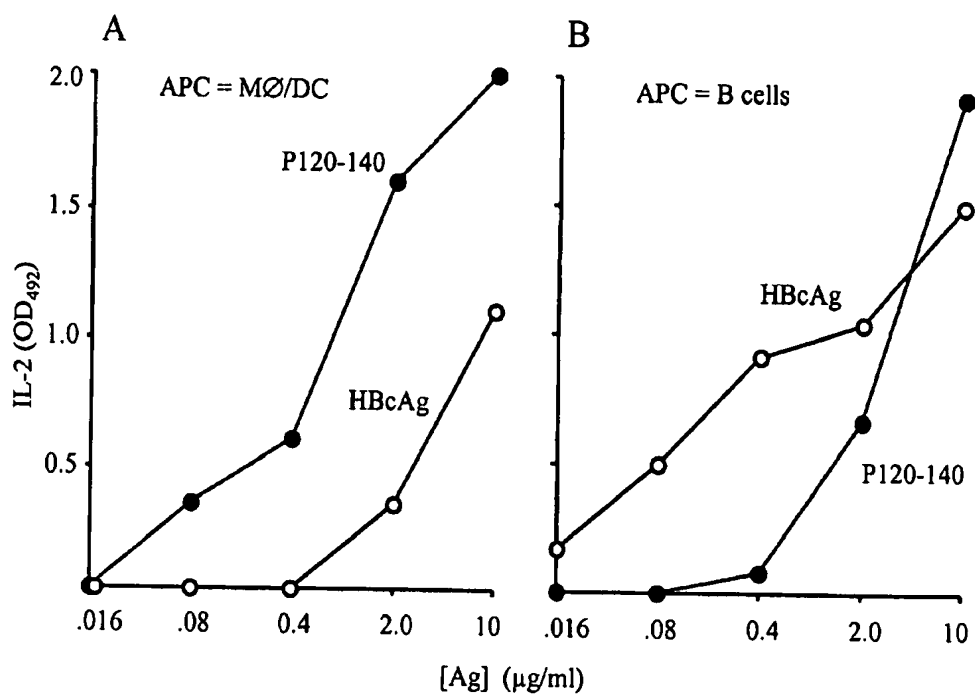 A
B
APC = MØ/DC
APC = B cells
P120-140
HBcAg
HBcAg
P120-140
IL-2 (OD₄₉₂)
2.0
1.5
1.0
0.5
.016 .08 0.4 2.0 10
.016 .08 0.4 2.0 10
[Ag] (µg/ml)